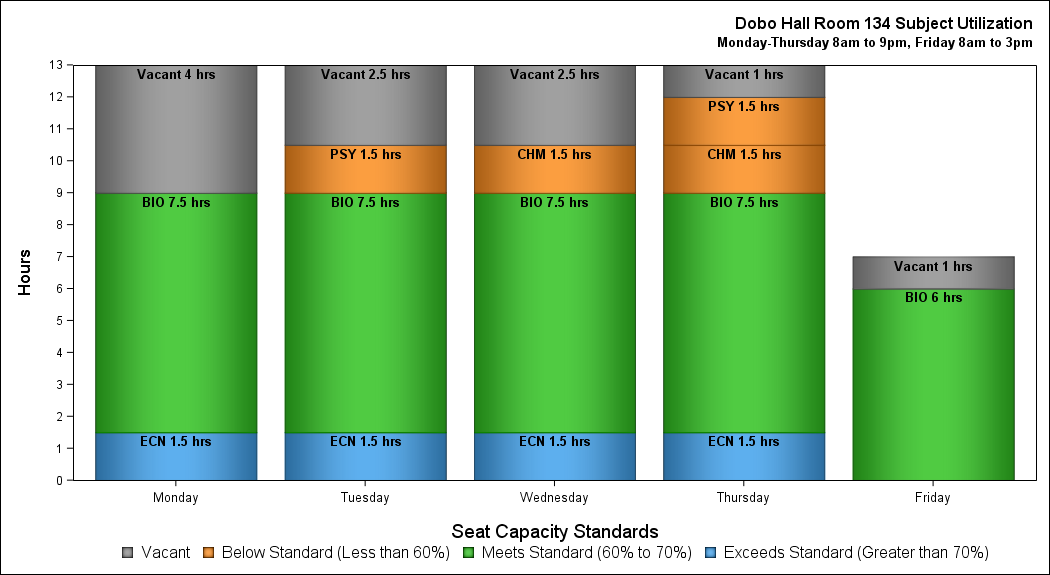 Dobo Hall Room 134 Subject Utilization
Monday-Thursday 8am to 9pm, Friday 8am to 3pm
13
12
11
10
9
8
7
6
5
4
3
2
1
0
Hours
Vacant 4 hrs
BIO 7.5 hrs
ECN 1.5 hrs
Vacant 2.5 hrs
PSY 1.5 hrs
BIO 7.5 hrs
ECN 1.5 hrs
Vacant 2.5 hrs
CHM 1.5 hrs
BIO 7.5 hrs
ECN 1.5 hrs
Vacant 1 hrs
PSY 1.5 hrs
CHM 1.5 hrs
BIO 7.5 hrs
ECN 1.5 hrs
Vacant 1 hrs
BIO 6 hrs
Monday Tuesday Wednesday Thursday Friday
Seat Capacity Standards
Vacant Below Standard (Less than 60%) Meets Standard (60% to 70%) Exceeds Standard (Greater than 70%)